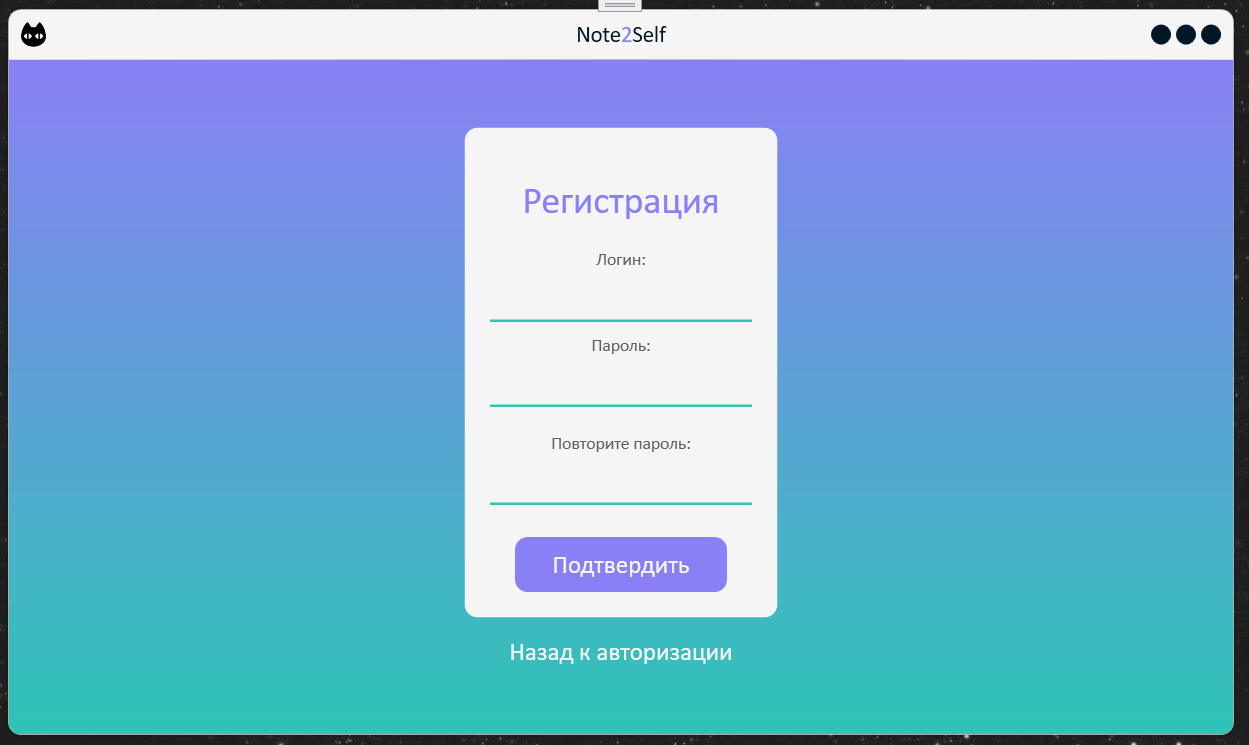 Note2Self
Регистрация
Логин:
Пароль:
Повторите пароль:
Подтвердить
Назад к авторизации